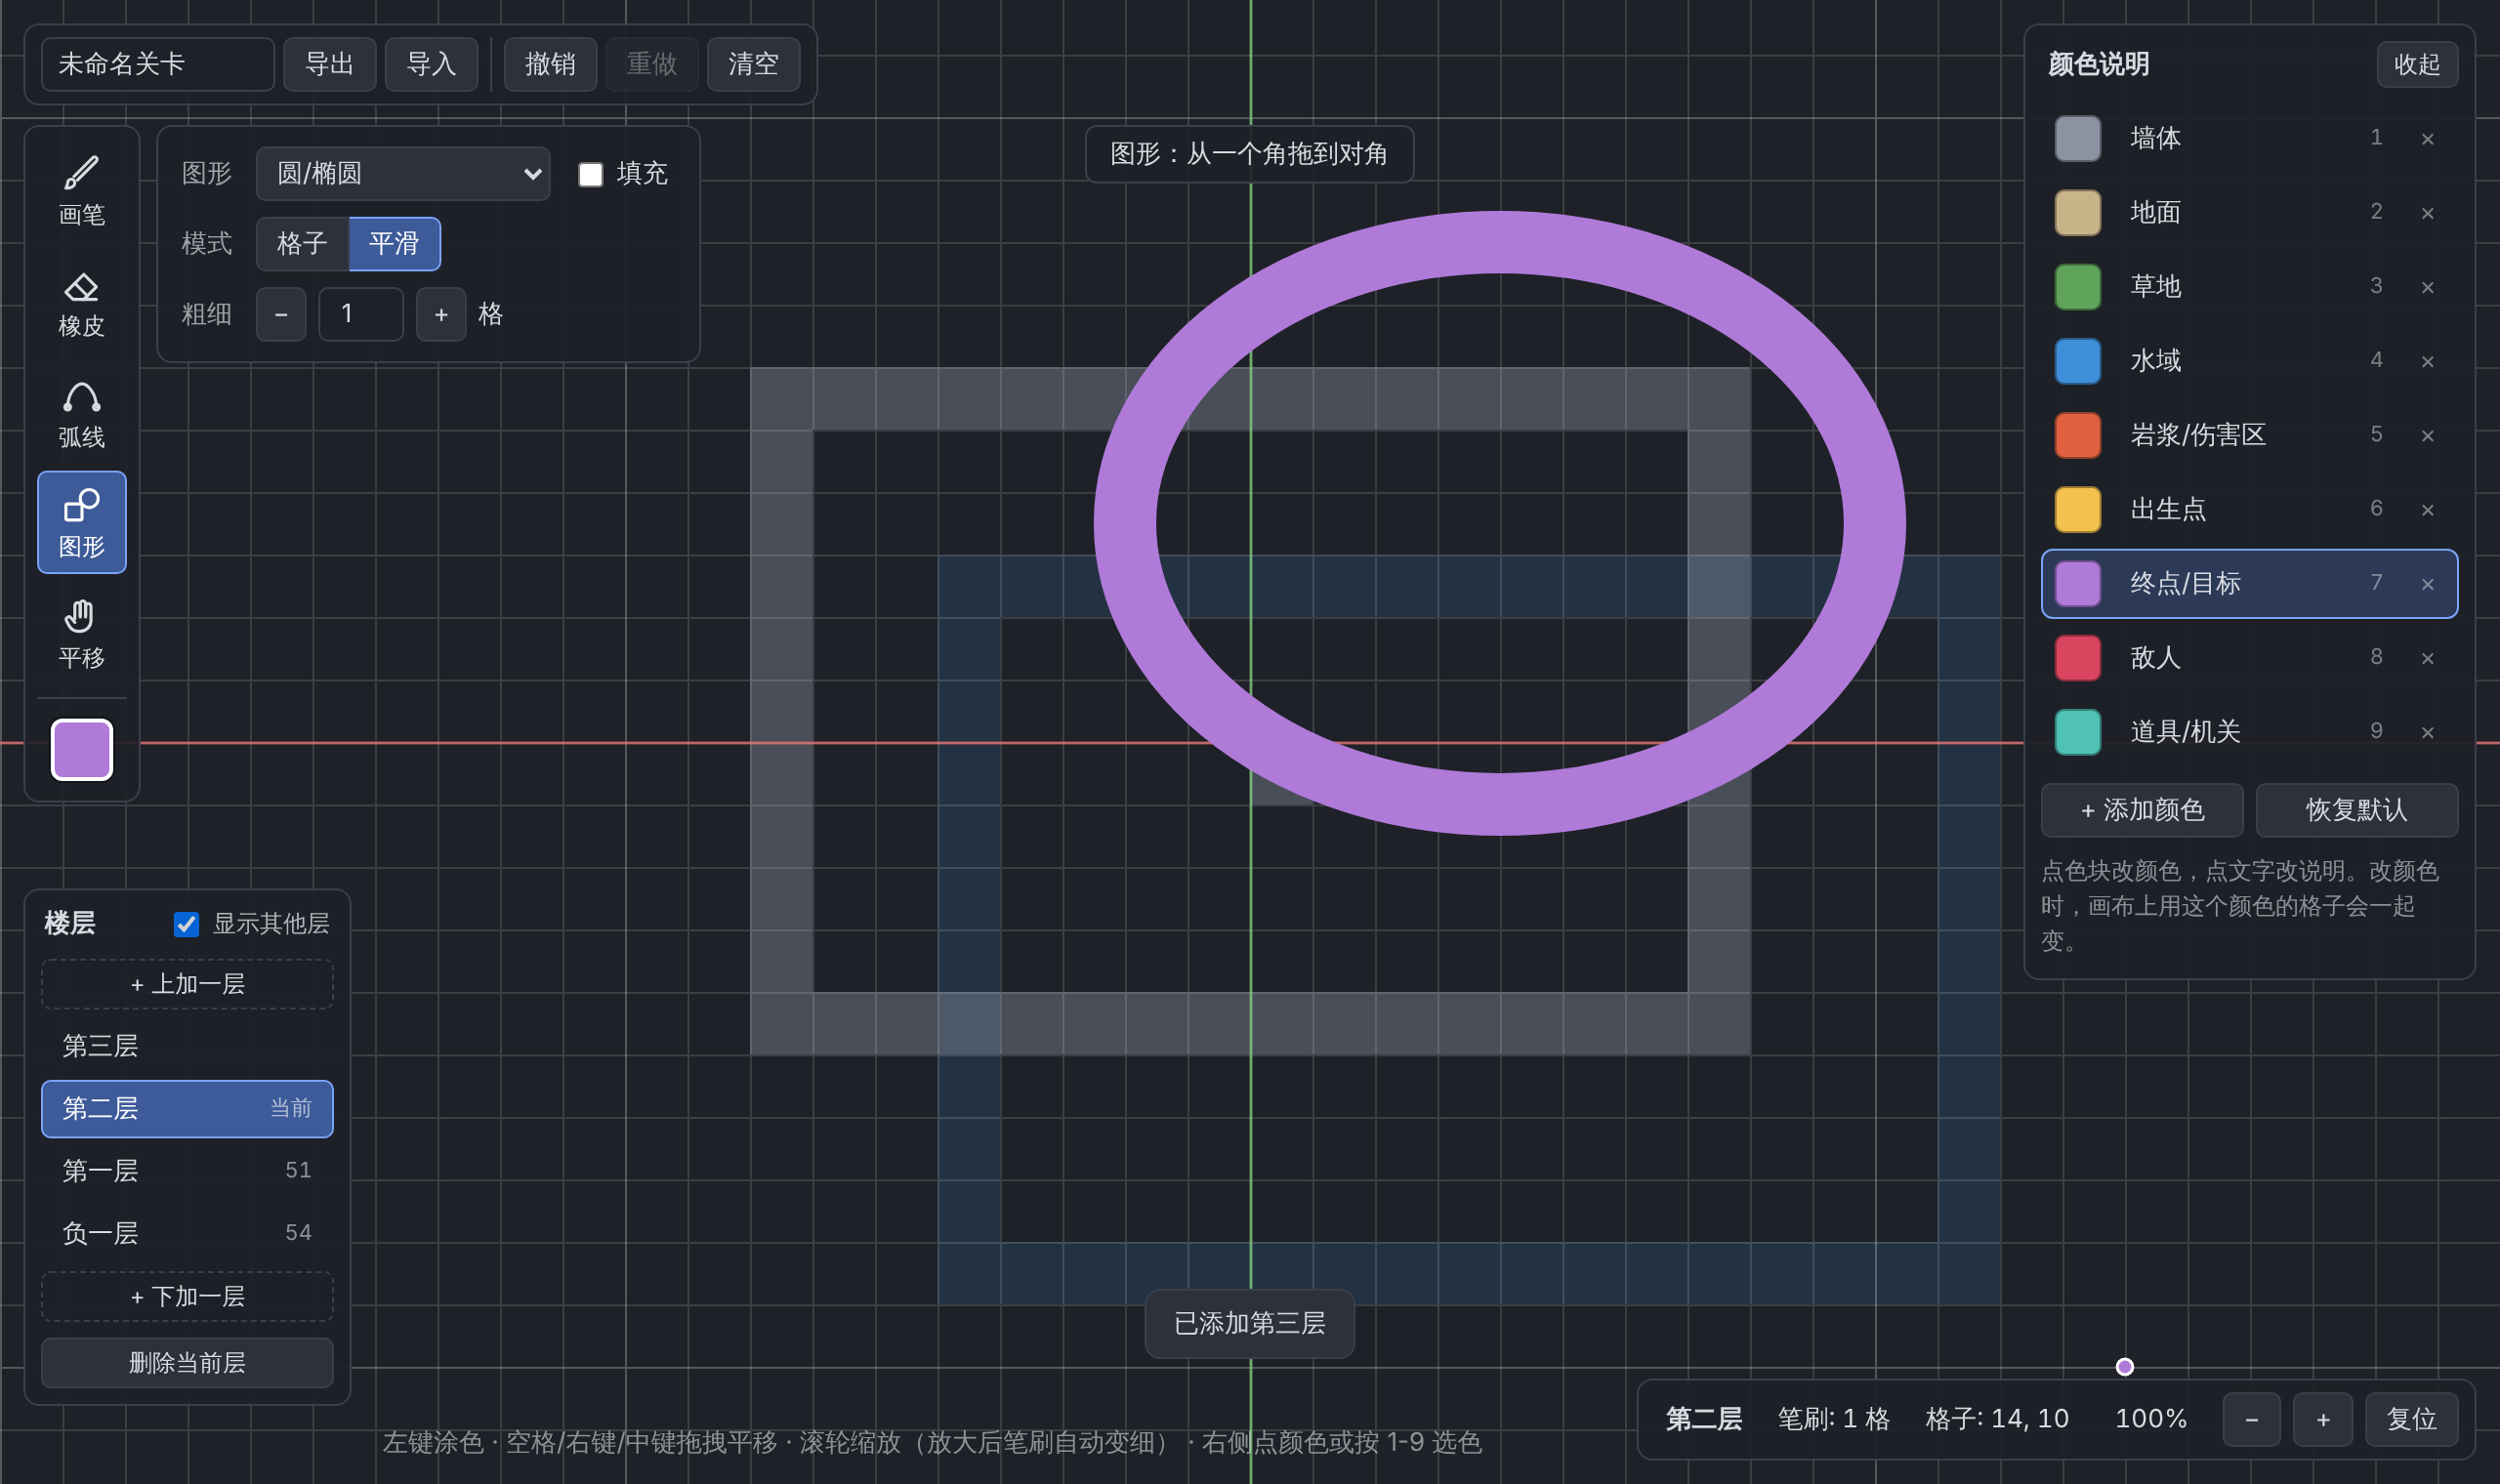 未命名关卡
导出
导入
撤销
重做
清空
画笔
橡皮
弧线
图形
平移
图形
圆/椭圆
填充
模式
格子
平滑
粗细
−
1
+
格
图形：从一个角拖到对角
颜色说明
收起
墙体 1 ×
地面 2 ×
草地 3 ×
水域 4 ×
岩浆/伤害区 5 ×
出生点 6 ×
终点/目标 7 ×
敌人 8 ×
道具/机关 9 ×
+ 添加颜色
恢复默认
点色块改颜色，点文字改说明。改颜色
时，画布上用这个颜色的格子会一起
变。
楼层
显示其他层
+ 上加一层
第三层
第二层 当前
第一层 51
负一层 54
+ 下加一层
删除当前层
已添加第三层
左键涂色 · 空格/右键/中键拖拽平移 · 滚轮缩放（放大后笔刷自动变细） · 右侧点颜色或按 1-9 选色
第二层
笔刷: 1 格
格子: 14, 10
100%
−
+
复位